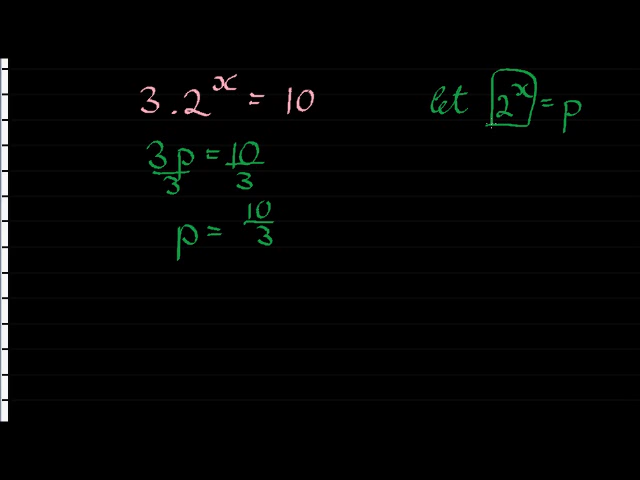 3 . 2^x = 10
let 2^x = p
3p/3 = 10/3
p = 10/3